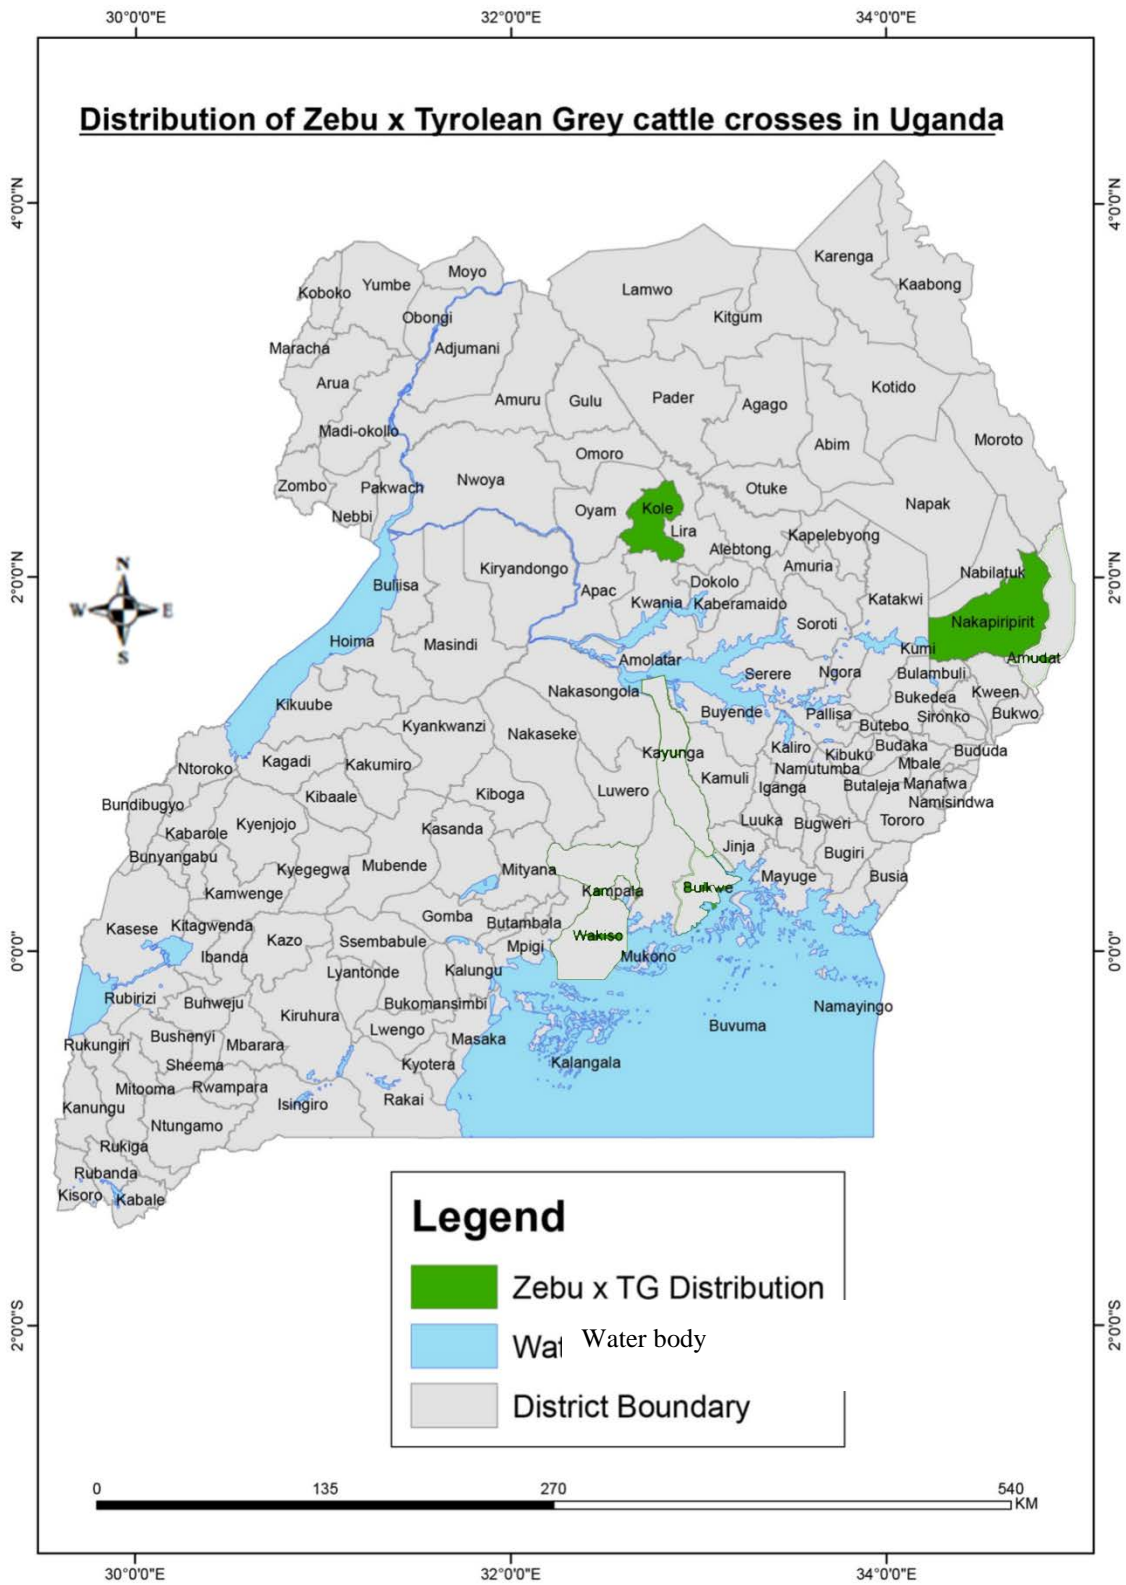 30°0'0"E 32°0'0"E 34°0'0"E
Distribution of Zebu x Tyrolean Grey cattle crosses in Uganda
4°0'0"N 4°0'0"N
Karenga
Kaabong
Moyo
Yumbe
Koboko
Lamwo
Obongi
Kitgum
Maracha
Adjumani
Arua
Kotido
Amuru
Gulu
Pader
Agago
Madi-okollo
Abim
Moroto
Omoro
Zombo
Pakwach
Nwoya
Otuke
Nebbi
Oyam
Kole
Napak
Lira
Kapelebyong
Alebtong
2°0'0"N 2°0'0"N
Kiryandongo
Amuria
Nabilatuk
Buliisa
Apac
Dokolo
Kwania
Kaberamaido
Katakwi
N
W E
S
Soroti
Nakapiripirit
Hoima
Masindi
Kumi
Amolatar
Amudat
Serere
Ngora
Bulambuli
Nakasongola
Kikuube
Buyende
Bukedea
Kween
Pallisa
Sironko
Bukwo
Kyankwanzi
Nakaseke
Butebo
Kayunga
Kaliro
Kibuku
Budaka
Bududa
Ntoroko
Kagadi
Kakumiro
Namutumba
Mbale
Kamuli
Iganga
Butaleja
Manafwa
Kibaale
Kiboga
Luwero
Namisindwa
Bundibugyo
Kabarole
Kyenjojo
Kasanda
Luuka
Bugweri
Tororo
Bunyangabu
Kyegegwa
Mubende
Mityana
Jinja
Bugiri
Kamwenge
Kampala
Buikwe
Mayuge
Busia
Kasese
Kitagwenda
Gomba
Butambala
Kazo
Ssembabule
Wakiso
0°0'0" 0°0'0"
Ibanda
Mpigi
Mukono
Lyantonde
Kalungu
Rubirizi
Buhweju
Bukomansimbi
Namayingo
Kiruhura
Buvuma
Bushenyi
Lwengo
Rukungiri
Mbarara
Masaka
Sheema
Kyotera
Kalangala
Mitooma
Rwampara
Kanungu
Isingiro
Rakai
Ntungamo
Rukiga
Rubanda
Kisoro
Kabale
Legend
Zebu x TG Distribution
2°0'0"S 2°0'0"S
Wat Water body
District Boundary
0 135 270 540
KM
30°0'0"E 32°0'0"E 34°0'0"E